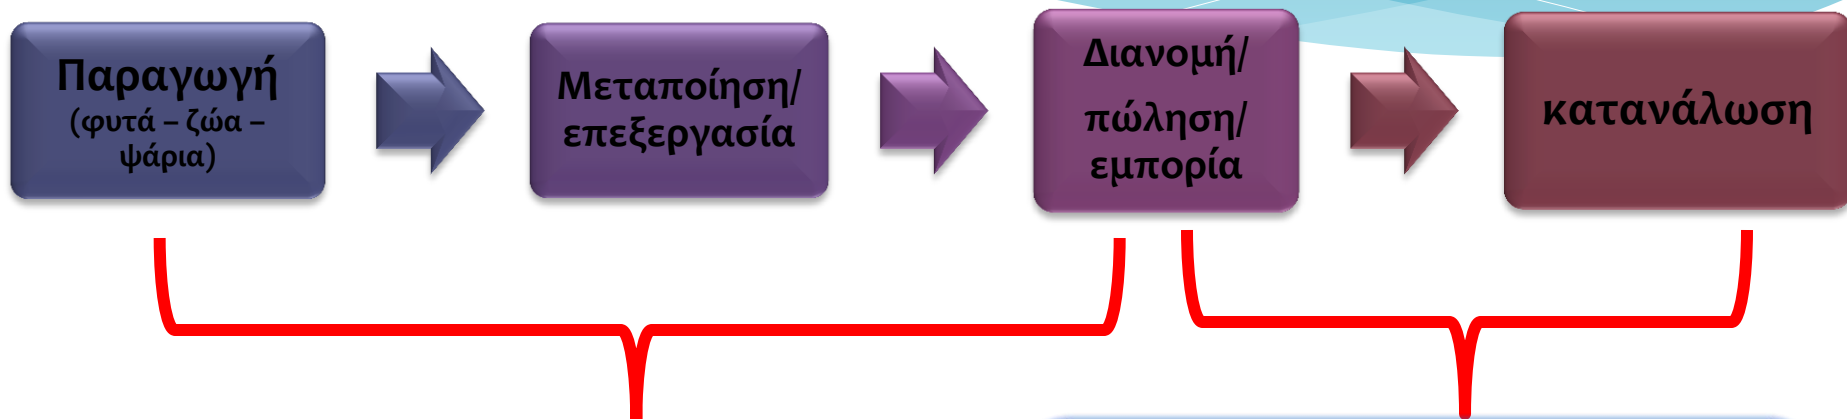 Παραγωγή
(φυτά – ζώα –
ψάρια)
Μεταποίηση/
επεξεργασία
Διανομή/
πώληση/
εμπορία
κατανάλωση